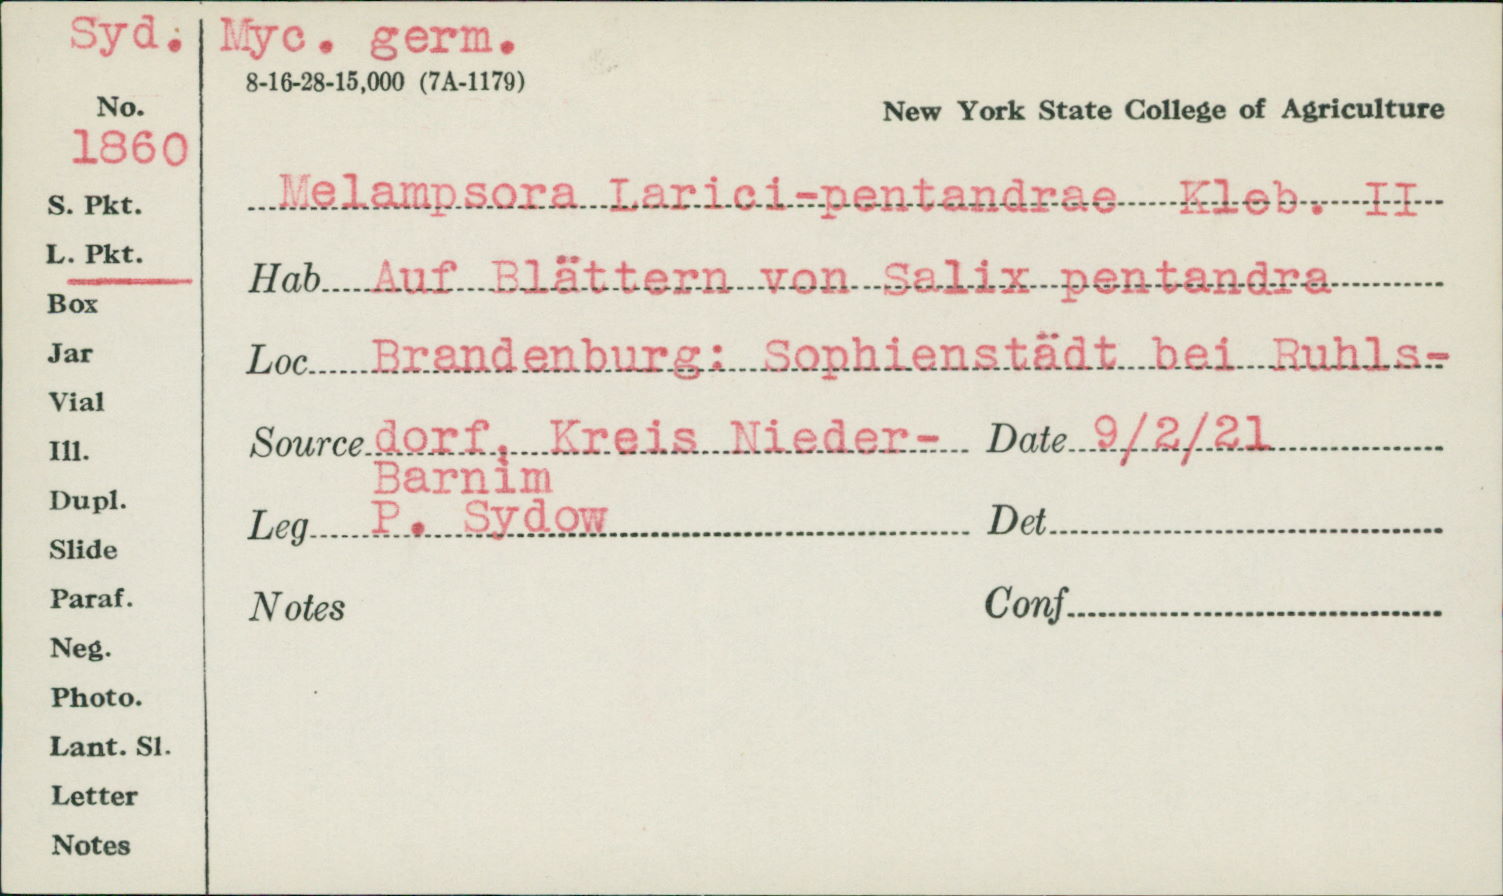 Syd. Myc. germ.
8-16-28-15,000 (7A-1179)
No.
1860
New York State College of Agriculture
S. Pkt.
L. Pkt.
Box
Jar
Vial
Ill.
Dupl.
Slide
Paraf.
Neg.
Photo.
Lant. Sl.
Letter
Notes
Melampsora Larici-pentandrae Kleb. II
Hab. Auf Blättern von Salix pentandra
Loc. Brandenburg: Sophienstädt bei Ruhls-
Source dorf, Kreis Nieder- Date 9/2/21
Barnim
Leg. P. Sydow Det.
Notes Conf.